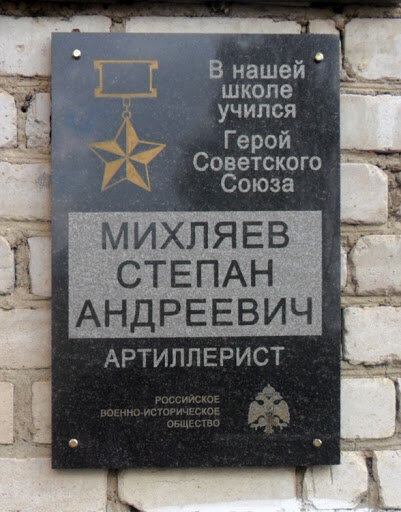 В нашей
школе
учился
Герой
Советского
Союза
МИХЛЯЕВ
СТЕПАН
АНДРЕЕВИЧ
АРТИЛЛЕРИСТ
РОССИЙСКОЕ
ВОЕННО-ИСТОРИЧЕСКОЕ
ОБЩЕСТВО